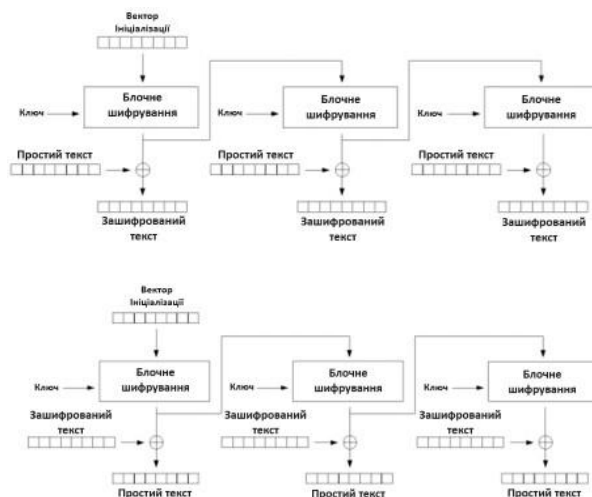 Вектор
Ініціалізації
Ключ
Блочне
шифрування
Ключ
Блочне
шифрування
Ключ
Блочне
шифрування
Простий текст
Простий текст
Простий текст
Зашифрований
текст
Зашифрований
текст
Зашифрований
текст
Вектор
Ініціалізації
Ключ
Блочне
шифрування
Ключ
Блочне
шифрування
Ключ
Блочне
шифрування
Зашифрований
текст
Зашифрований
текст
Зашифрований
текст
Простий текст
Простий текст
Простий текст